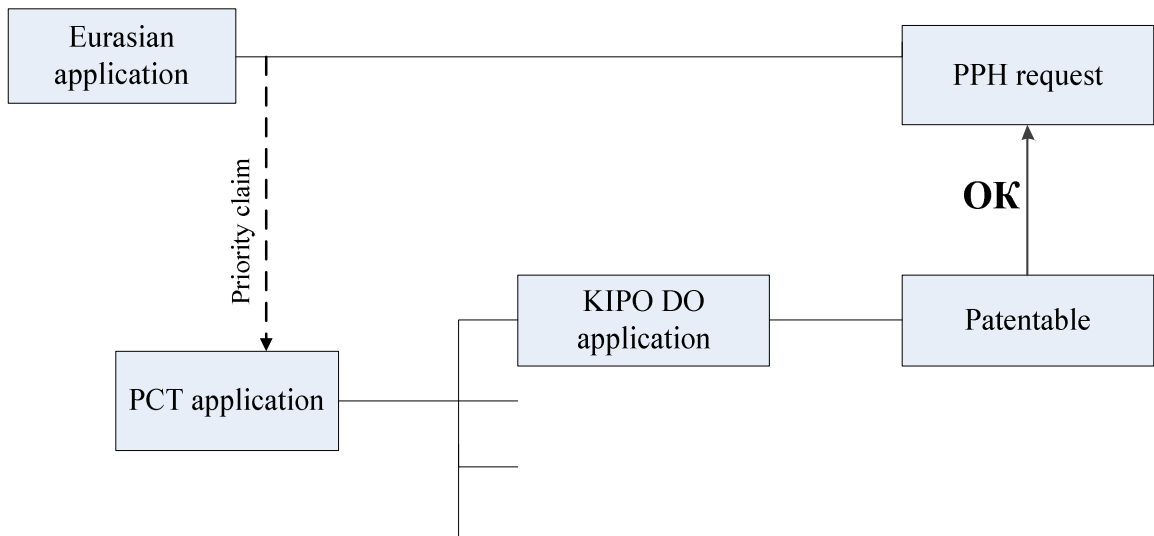 Eurasian
application
PPH request
Priority claim
OK
KIPO DO
application
Patentable
PCT application